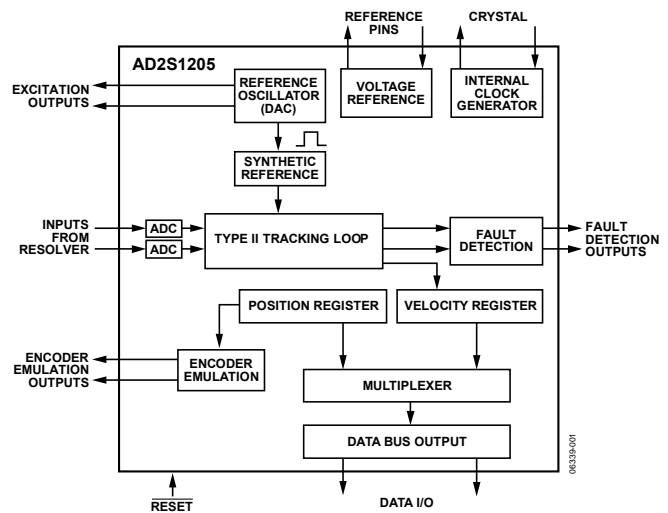 REFERENCE
PINS
CRYSTAL
AD2S1205
EXCITATION
OUTPUTS
REFERENCE
OSCILLATOR
(DAC)
VOLTAGE
REFERENCE
INTERNAL
CLOCK
GENERATOR
SYNTHETIC
REFERENCE
INPUTS
FROM
RESOLVER
ADC
ADC
TYPE II TRACKING LOOP
FAULT
DETECTION
FAULT
DETECTION
OUTPUTS
POSITION REGISTER
VELOCITY REGISTER
ENCODER
EMULATION
OUTPUTS
ENCODER
EMULATION
MULTIPLEXER
DATA BUS OUTPUT
06339-001
RESET
DATA I/O